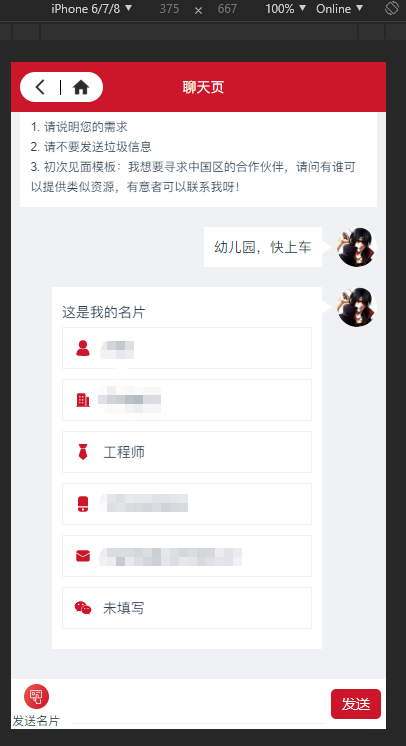 iPhone 6/7/8 ▼ 375 × 667 100% ▼ Online ▼
聊天页
1. 请说明您的需求
2. 请不要发送垃圾信息
3. 初次见面模板：我想要寻求中国区的合作伙伴，请问有谁可
以提供类似资源，有意者可以联系我呀！
幼儿园，快上车
这是我的名片
工程师
未填写
发送名片
发送